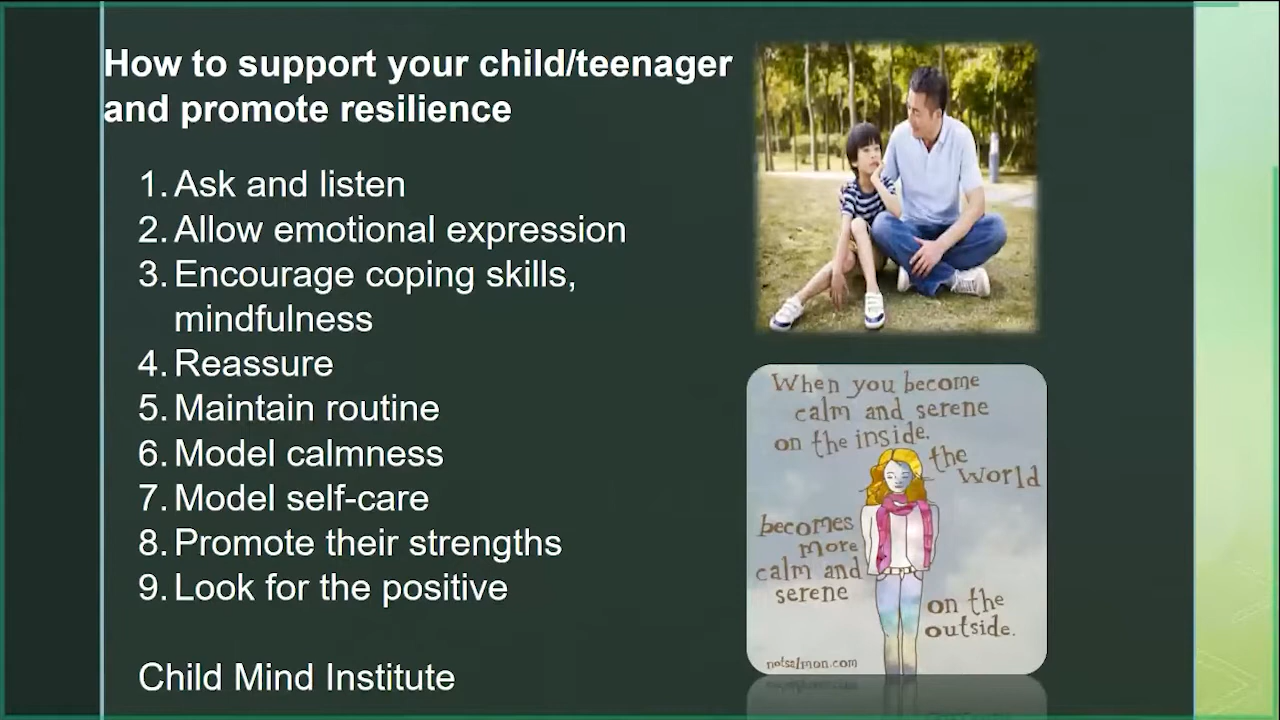 How to support your child/teenager
and promote resilience
1. Ask and listen
2. Allow emotional expression
3. Encourage coping skills,
mindfulness
4. Reassure
5. Maintain routine
6. Model calmness
7. Model self-care
8. Promote their strengths
9. Look for the positive
Child Mind Institute
When you become
calm and serene
on the inside.
the
world
becomes
more
calm and
serene
on the
outside.
notsalmon.com